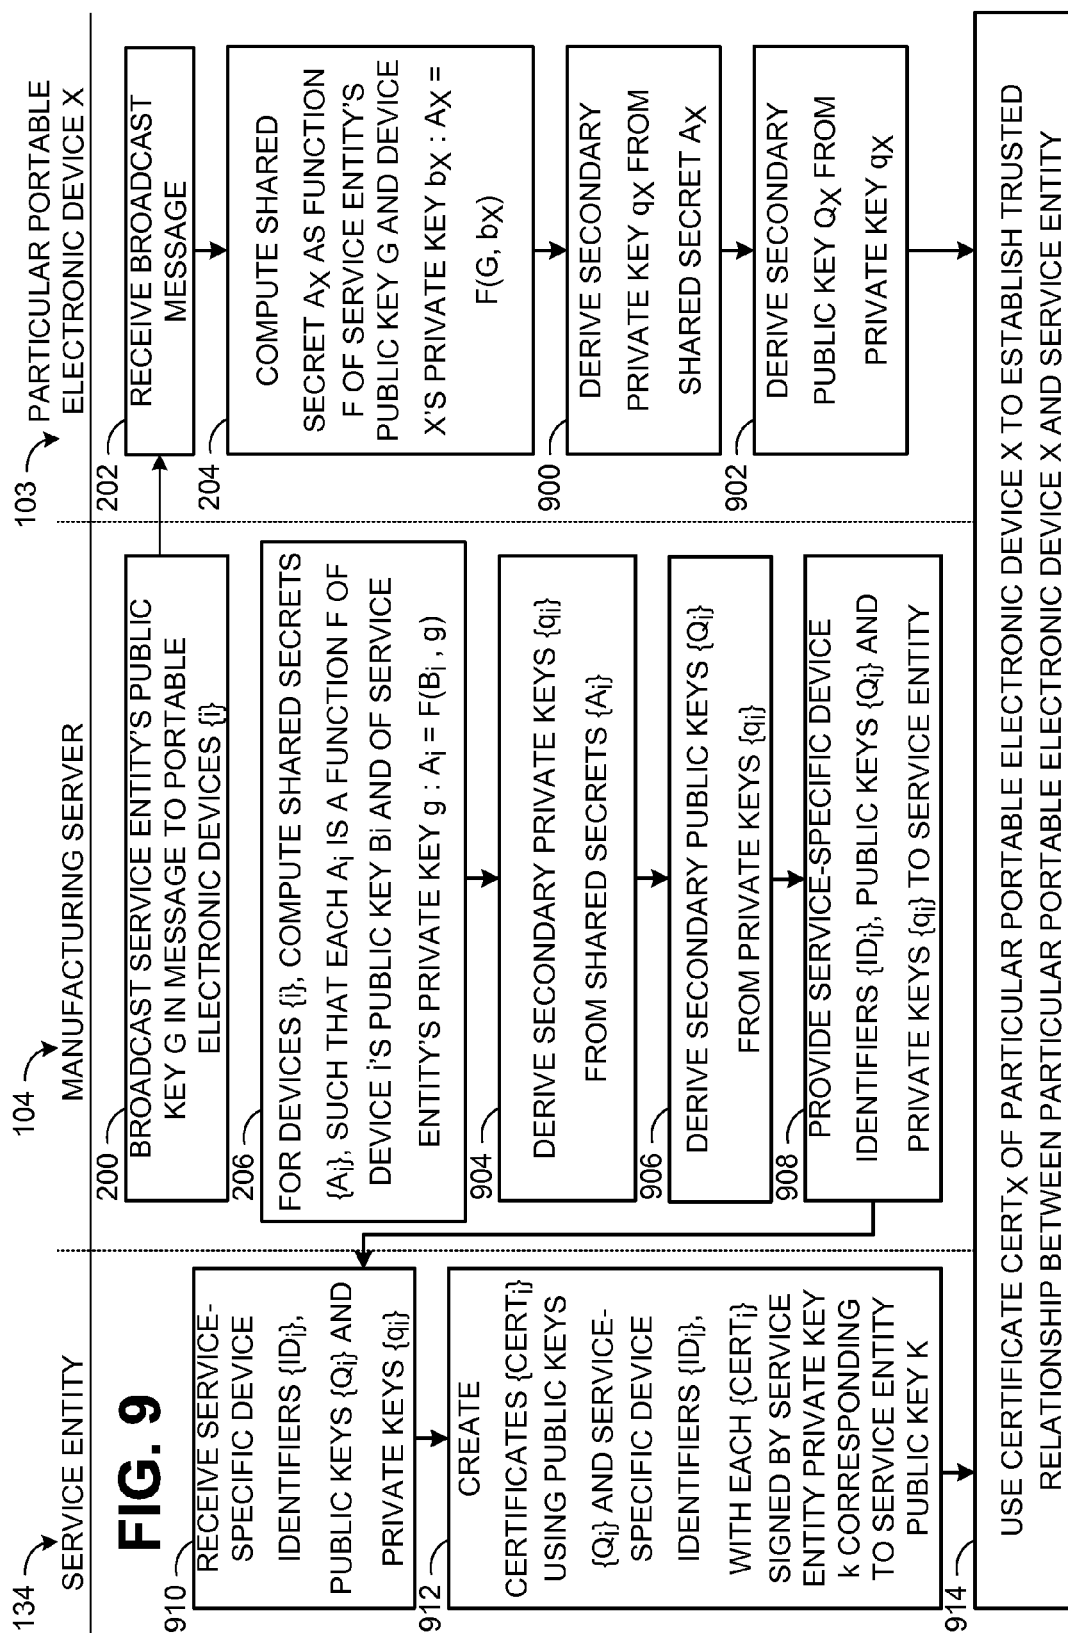 134
SERVICE ENTITY
FIG. 9
910
RECEIVE SERVICE-
SPECIFIC DEVICE
IDENTIFIERS {IDi},
PUBLIC KEYS {Qi} AND
PRIVATE KEYS {qi}
912
CREATE
CERTIFICATES {CERTi}
USING PUBLIC KEYS
{Qi} AND SERVICE-
SPECIFIC DEVICE
IDENTIFIERS {IDi},
WITH EACH {CERTi}
SIGNED BY SERVICE
ENTITY PRIVATE KEY
k CORRESPONDING
TO SERVICE ENTITY
PUBLIC KEY K
104
MANUFACTURING SERVER
200
BROADCAST SERVICE ENTITY'S PUBLIC
KEY G IN MESSAGE TO PORTABLE
ELECTRONIC DEVICES {i}
206
FOR DEVICES {i}, COMPUTE SHARED SECRETS
{Ai}, SUCH THAT EACH Ai IS A FUNCTION F OF
DEVICE i'S PUBLIC KEY Bi AND OF SERVICE
ENTITY'S PRIVATE KEY g : Ai = F(Bi , g)
904
DERIVE SECONDARY PRIVATE KEYS {qi}
FROM SHARED SECRETS {Ai}
906
DERIVE SECONDARY PUBLIC KEYS {Qi}
FROM PRIVATE KEYS {qi}
908
PROVIDE SERVICE-SPECIFIC DEVICE
IDENTIFIERS {IDi}, PUBLIC KEYS {Qi} AND
PRIVATE KEYS {qi} TO SERVICE ENTITY
103
PARTICULAR PORTABLE
ELECTRONIC DEVICE X
202
RECEIVE BROADCAST
MESSAGE
204
COMPUTE SHARED
SECRET AX AS FUNCTION
F OF SERVICE ENTITY'S
PUBLIC KEY G AND DEVICE
X'S PRIVATE KEY bX : AX =
F(G, bX)
900
DERIVE SECONDARY
PRIVATE KEY qX FROM
SHARED SECRET AX
902
DERIVE SECONDARY
PUBLIC KEY QX FROM
PRIVATE KEY qX
914
USE CERTIFICATE CERTX OF PARTICULAR PORTABLE ELECTRONIC DEVICE X TO ESTABLISH TRUSTED
RELATIONSHIP BETWEEN PARTICULAR PORTABLE ELECTRONIC DEVICE X AND SERVICE ENTITY